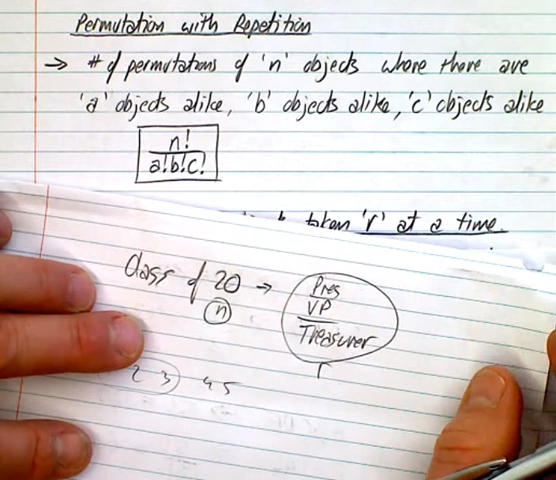 Permutation with Repetition
→ # of permutations of 'n' objects where there are
'a' objects alike, 'b' objects alike, 'c' objects alike
n!
a!b!c!
taken 'r' at a time.
Class of 20 →
n
Pres
VP
Treasurer
r
2 3 4 5